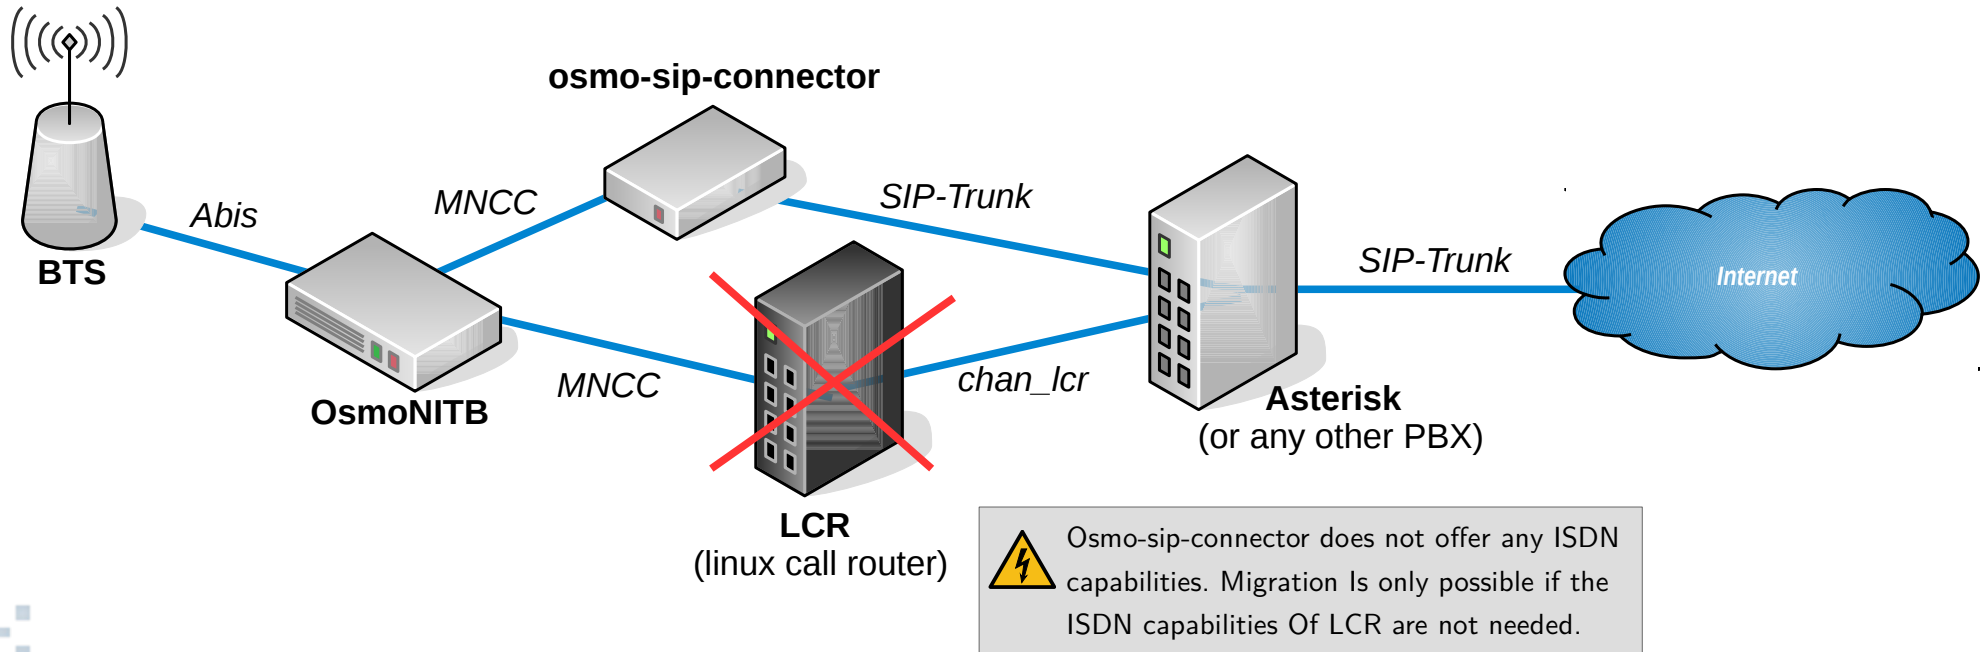 osmo-sip-connector
MNCC
SIP-Trunk
Abis
BTS
SIP-Trunk
Internet
OsmoNITB
MNCC
chan_lcr
Asterisk
(or any other PBX)
LCR
(linux call router)
Osmo-sip-connector does not offer any ISDN
capabilities. Migration Is only possible if the
ISDN capabilities Of LCR are not needed.